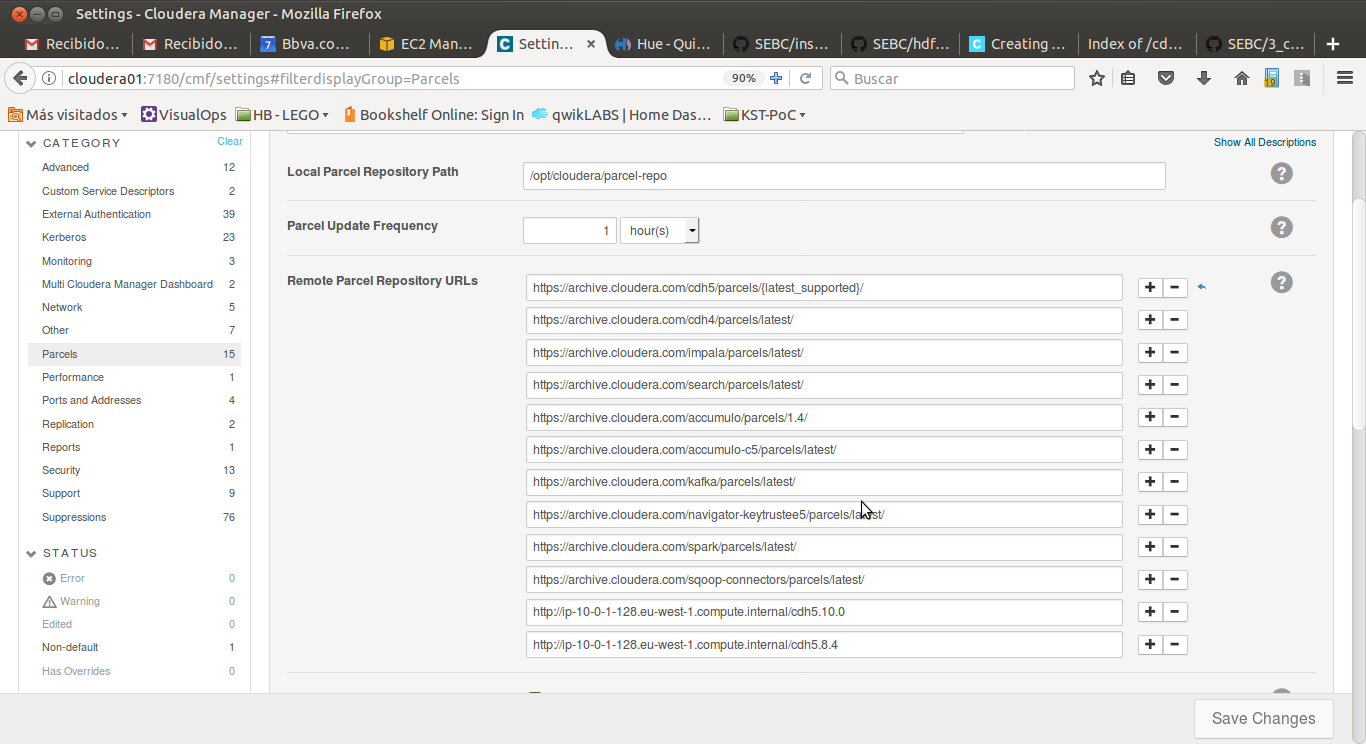 Settings - Cloudera Manager - Mozilla Firefox
Recibido… Recibido… 7 Bbva.co… EC2 Man… C Settin… × Hue - Qui… SEBC/ins… SEBC/hdf… C Creating … Index of /cd… SEBC/3_c…
cloudera01:7180/cmf/settings#filterdisplayGroup=Parcels 90% Buscar 19
Más visitados VisualOps HB - LEGO Bookshelf Online: Sign In qwikLABS | Home Das… KST-PoC
CATEGORY Clear
Advanced 12
Custom Service Descriptors 2
External Authentication 39
Kerberos 23
Monitoring 3
Multi Cloudera Manager Dashboard 2
Network 5
Other 7
Parcels 15
Performance 1
Ports and Addresses 4
Replication 2
Reports 1
Security 13
Support 9
Suppressions 76
STATUS
Error 0
Warning 0
Edited 0
Non-default 1
Has Overrides 0
Show All Descriptions
Local Parcel Repository Path /opt/cloudera/parcel-repo ?
Parcel Update Frequency 1 hour(s) ?
Remote Parcel Repository URLs https://archive.cloudera.com/cdh5/parcels/{latest_supported}/ ?
https://archive.cloudera.com/cdh4/parcels/latest/
https://archive.cloudera.com/impala/parcels/latest/
https://archive.cloudera.com/search/parcels/latest/
https://archive.cloudera.com/accumulo/parcels/1.4/
https://archive.cloudera.com/accumulo-c5/parcels/latest/
https://archive.cloudera.com/kafka/parcels/latest/
https://archive.cloudera.com/navigator-keytrustee5/parcels/latest/
https://archive.cloudera.com/spark/parcels/latest/
https://archive.cloudera.com/sqoop-connectors/parcels/latest/
http://ip-10-0-1-128.eu-west-1.compute.internal/cdh5.10.0
http://ip-10-0-1-128.eu-west-1.compute.internal/cdh5.8.4
Save Changes